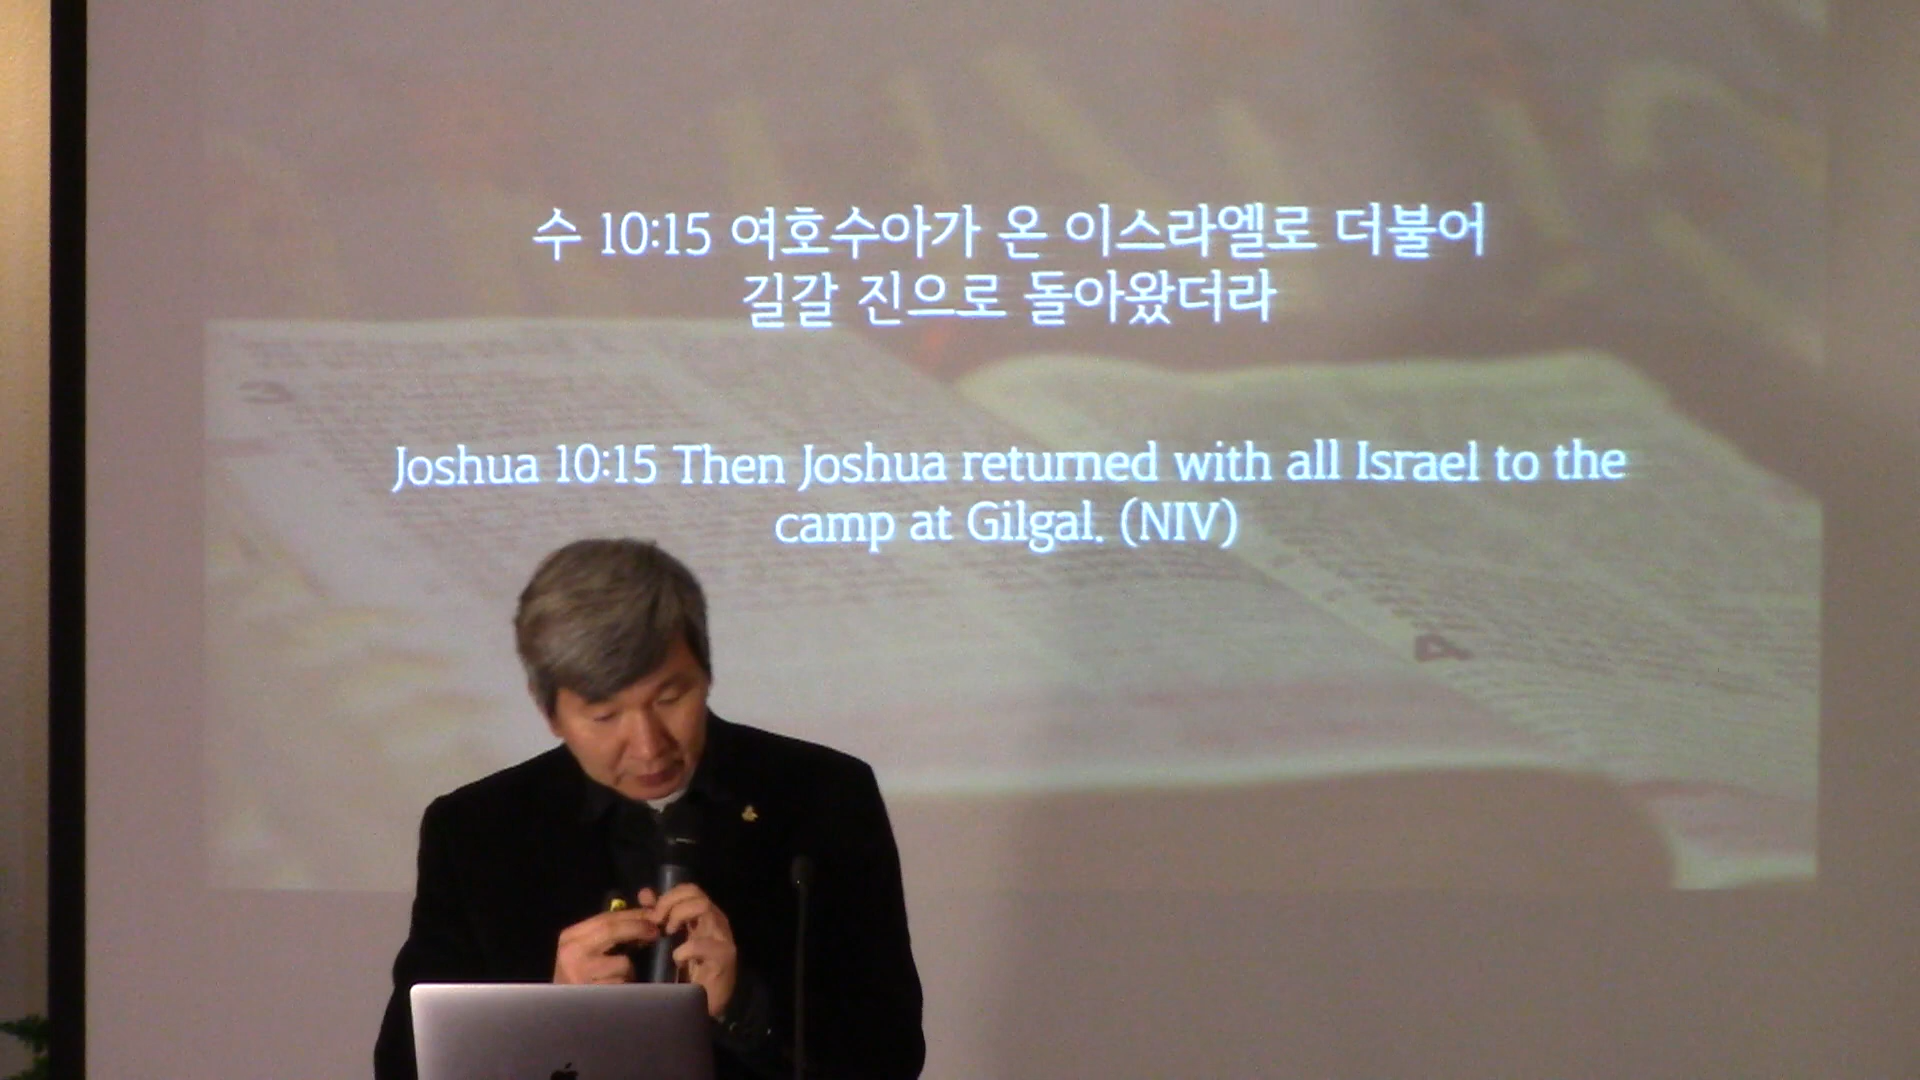 수 10:15 여호수아가 온 이스라엘로 더불어
길갈 진으로 돌아왔더라
Joshua 10:15 Then Joshua returned with all Israel to the
camp at Gilgal. (NIV)